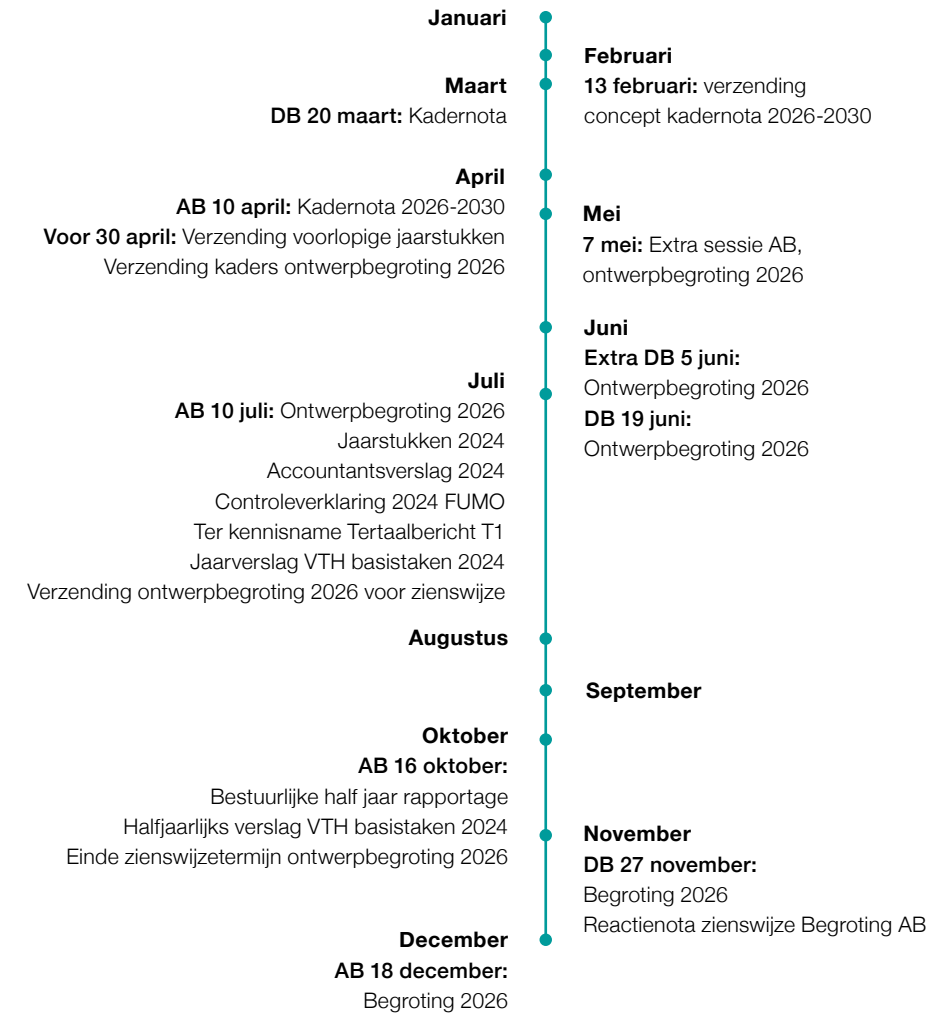 Januari
Februari
13 februari: verzending
concept kadernota 2026-2030
Maart
DB 20 maart: Kadernota
April
AB 10 april: Kadernota 2026-2030
Voor 30 april: Verzending voorlopige jaarstukken
Verzending kaders ontwerpbegroting 2026
Mei
7 mei: Extra sessie AB,
ontwerpbegroting 2026
Juni
Extra DB 5 juni:
Ontwerpbegroting 2026
DB 19 juni:
Ontwerpbegroting 2026
Juli
AB 10 juli: Ontwerpbegroting 2026
Jaarstukken 2024
Accountantsverslag 2024
Controleverklaring 2024 FUMO
Ter kennisname Tertaalbericht T1
Jaarverslag VTH basistaken 2024
Verzending ontwerpbegroting 2026 voor zienswijze
Augustus
September
Oktober
AB 16 oktober:
Bestuurlijke half jaar rapportage
Halfjaarlijks verslag VTH basistaken 2024
Einde zienswijzetermijn ontwerpbegroting 2026
November
DB 27 november:
Begroting 2026
Reactienota zienswijze Begroting AB
December
AB 18 december:
Begroting 2026